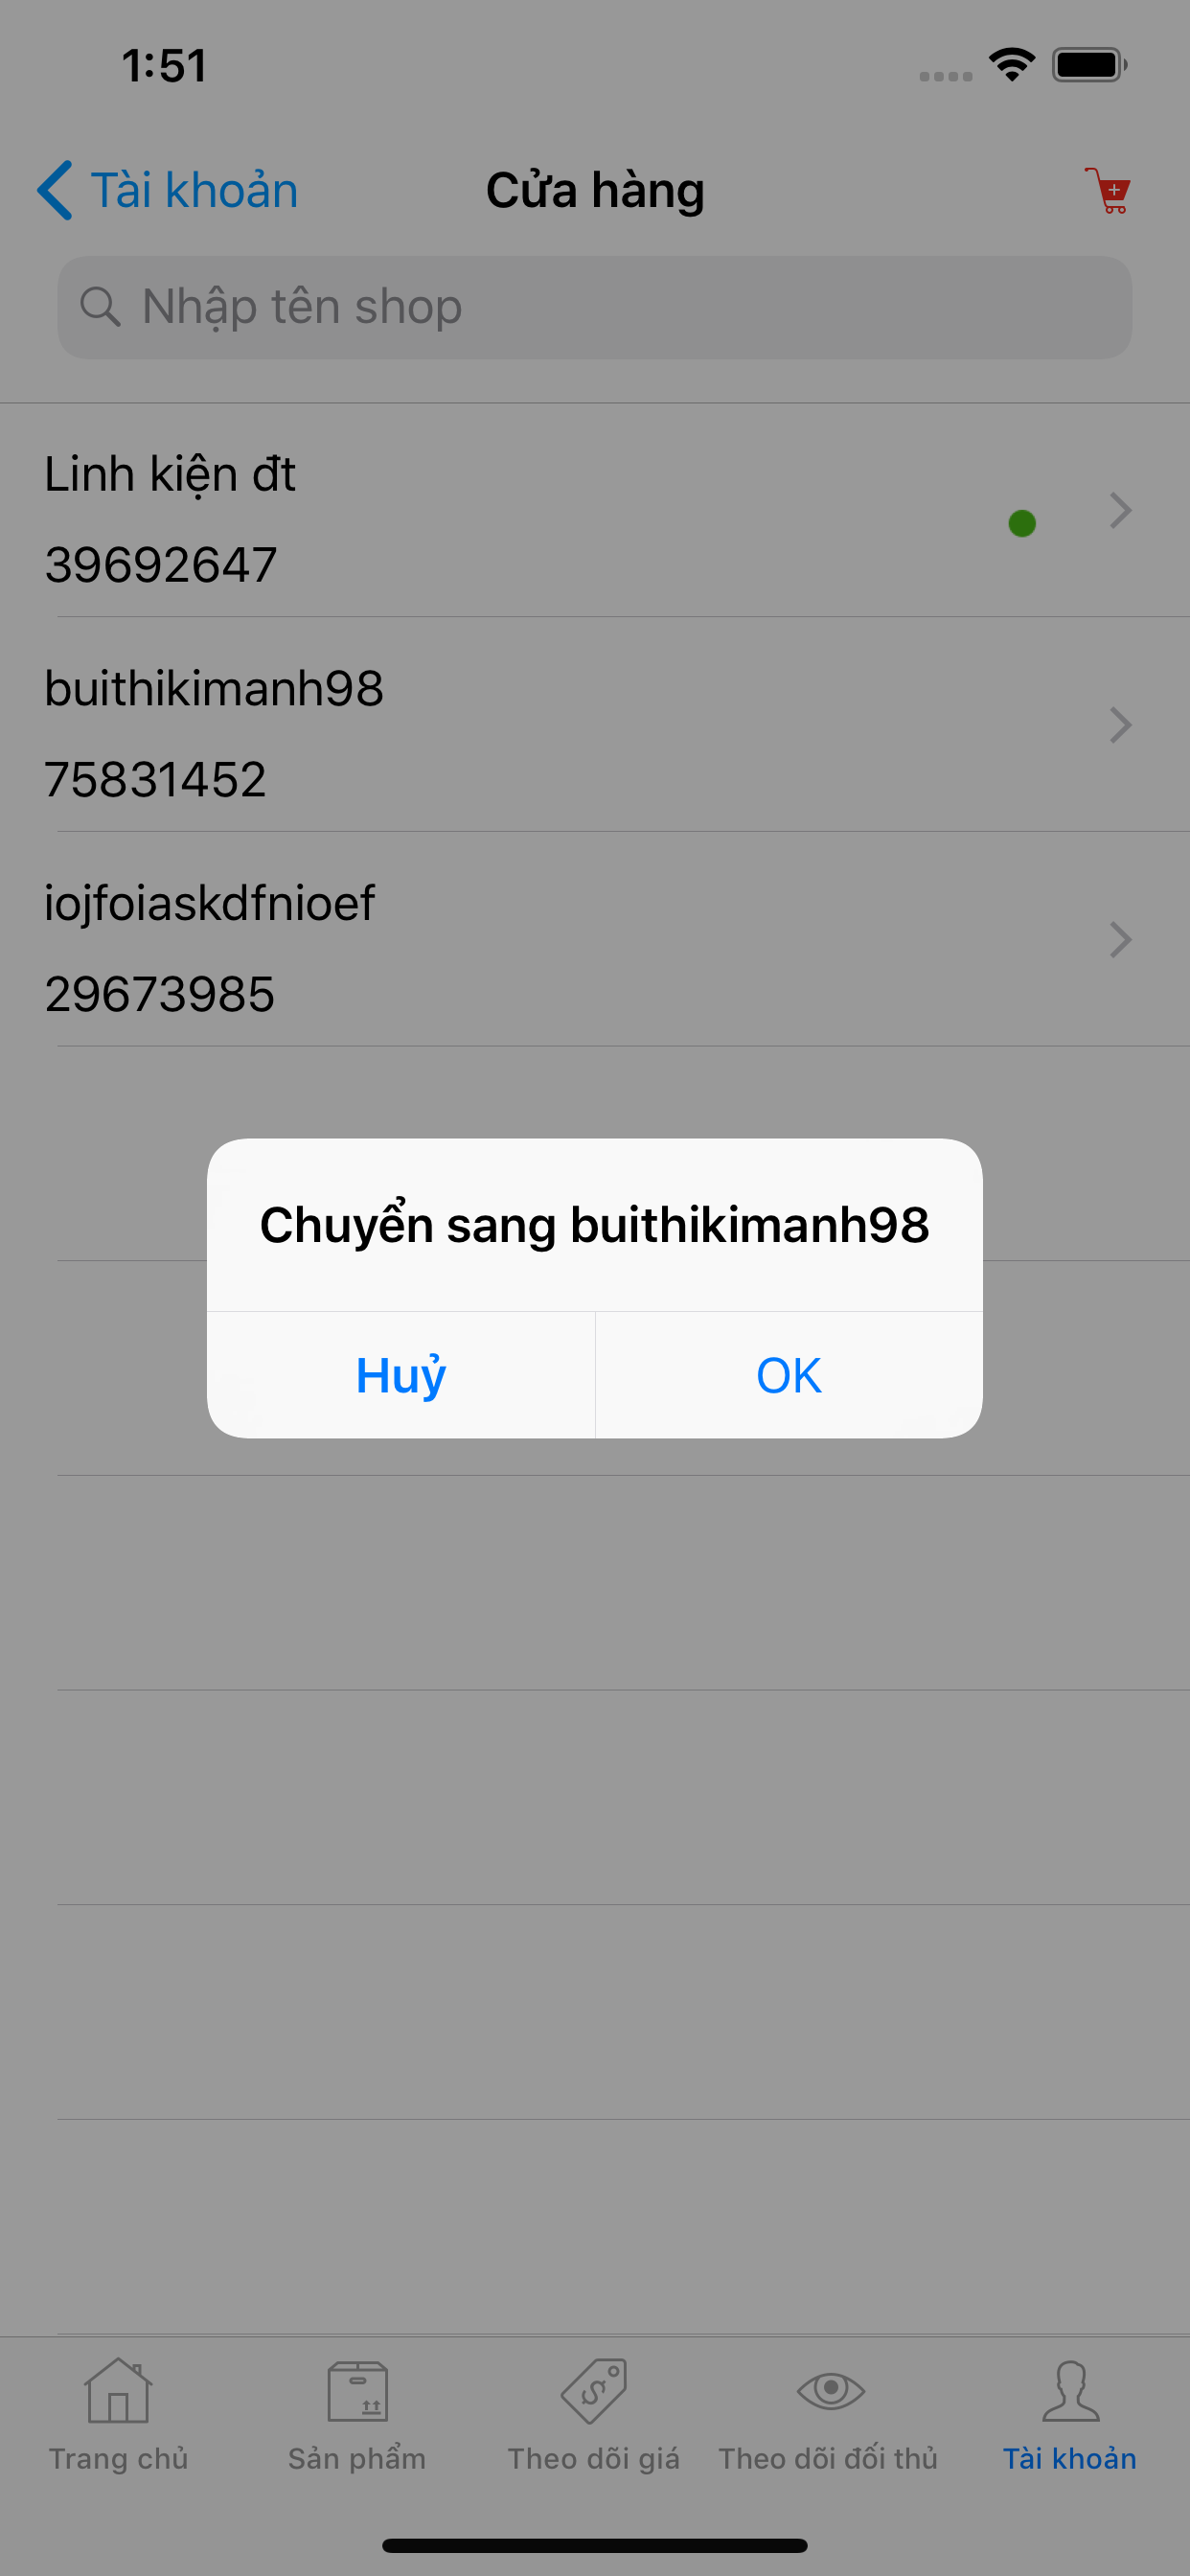 1:51
Tài khoản
Cửa hàng
Nhập tên shop
Linh kiện đt
39692647
buithikimanh98
75831452
iojfoiaskdfnioef
29673985
Chuyển sang buithikimanh98
Huỷ
OK
Trang chủ
Sản phẩm
Theo dõi giá
Theo dõi đối thủ
Tài khoản